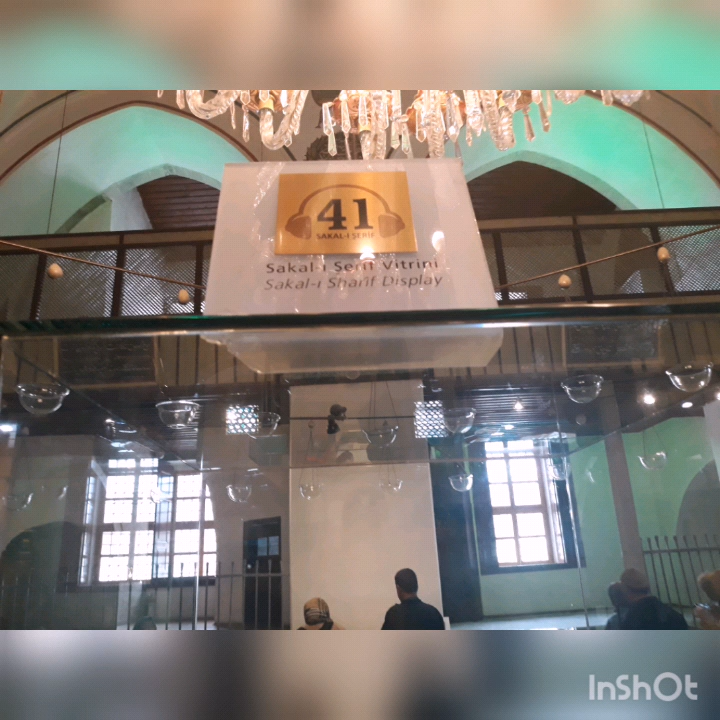 41
SAKAL-I ŞERİF
Sakal-ı Şerif Vitrini
Sakal-ı Sharif Display
InShOt